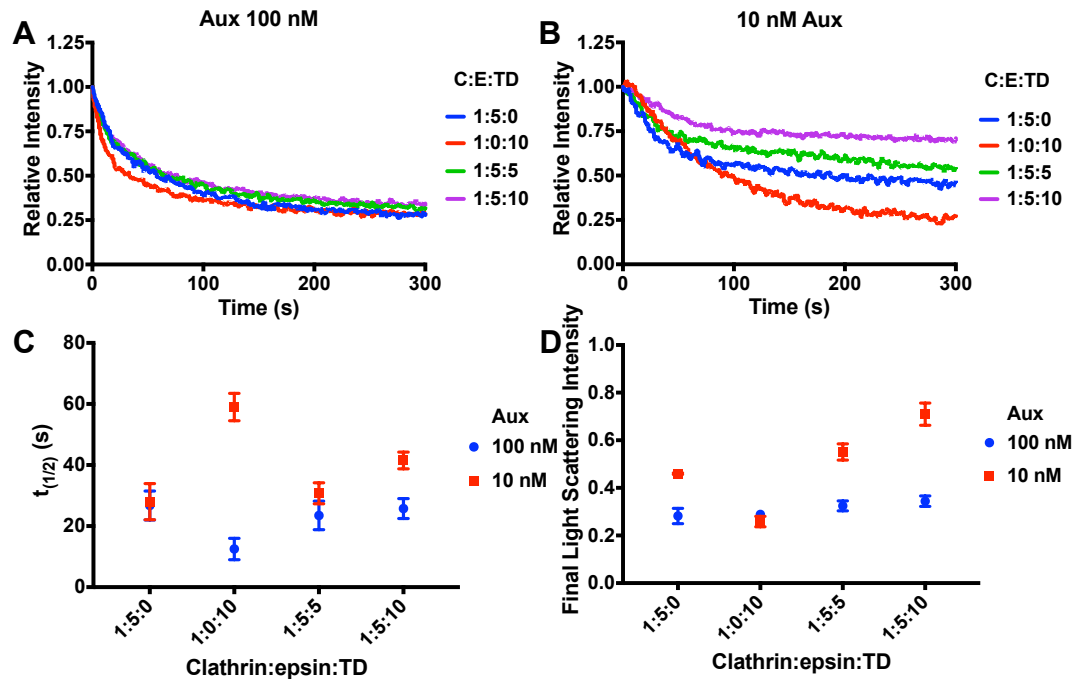 Aux 100 nM
A
Relative Intensity
1.25
1.00
0.75
0.50
0.25
0.00
0
100
200
300
Time (s)
C:E:TD
1:5:0
1:0:10
1:5:5
1:5:10
10 nM Aux
B
Relative Intensity
1.25
1.00
0.75
0.50
0.25
0.00
0
100
200
300
Time (s)
C:E:TD
1:5:0
1:0:10
1:5:5
1:5:10
C
t(1/2) (s)
80
60
40
20
0
1:5:0
1:0:10
1:5:5
1:5:10
Clathrin:epsin:TD
Aux
100 nM
10 nM
D
Final Light Scattering Intensity
1.0
0.8
0.6
0.4
0.2
0.0
1:5:0
1:0:10
1:5:5
1:5:10
Clathrin:epsin:TD
Aux
100 nM
10 nM